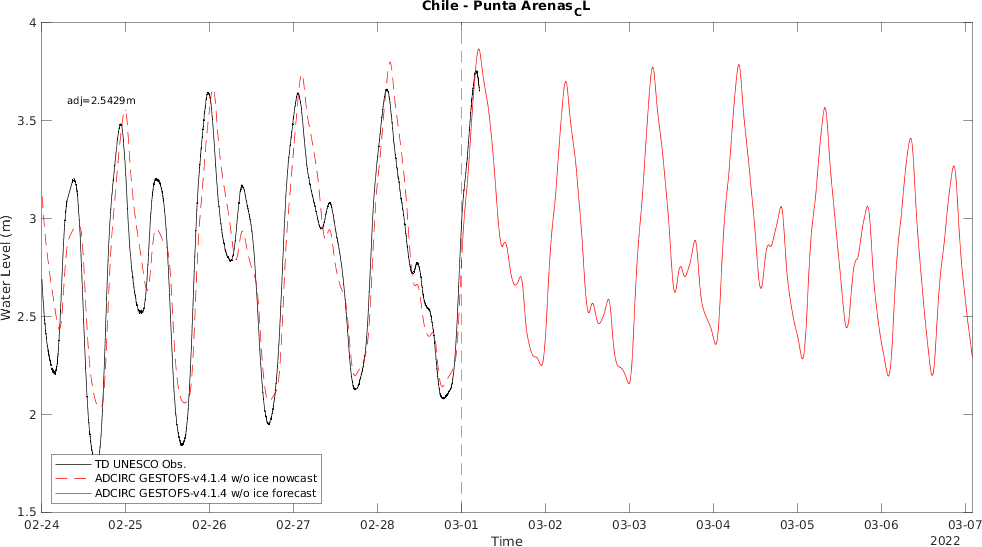 Chile - Punta Arenas_CL
4
3.5
3
2.5
2
1.5
Water Level (m)
adj=2.5429m
TD UNESCO Obs.
ADCIRC GESTOFS-v4.1.4 w/o ice nowcast
ADCIRC GESTOFS-v4.1.4 w/o ice forecast
02-24 02-25 02-26 02-27 02-28 03-01 03-02 03-03 03-04 03-05 03-06 03-07
Time
2022